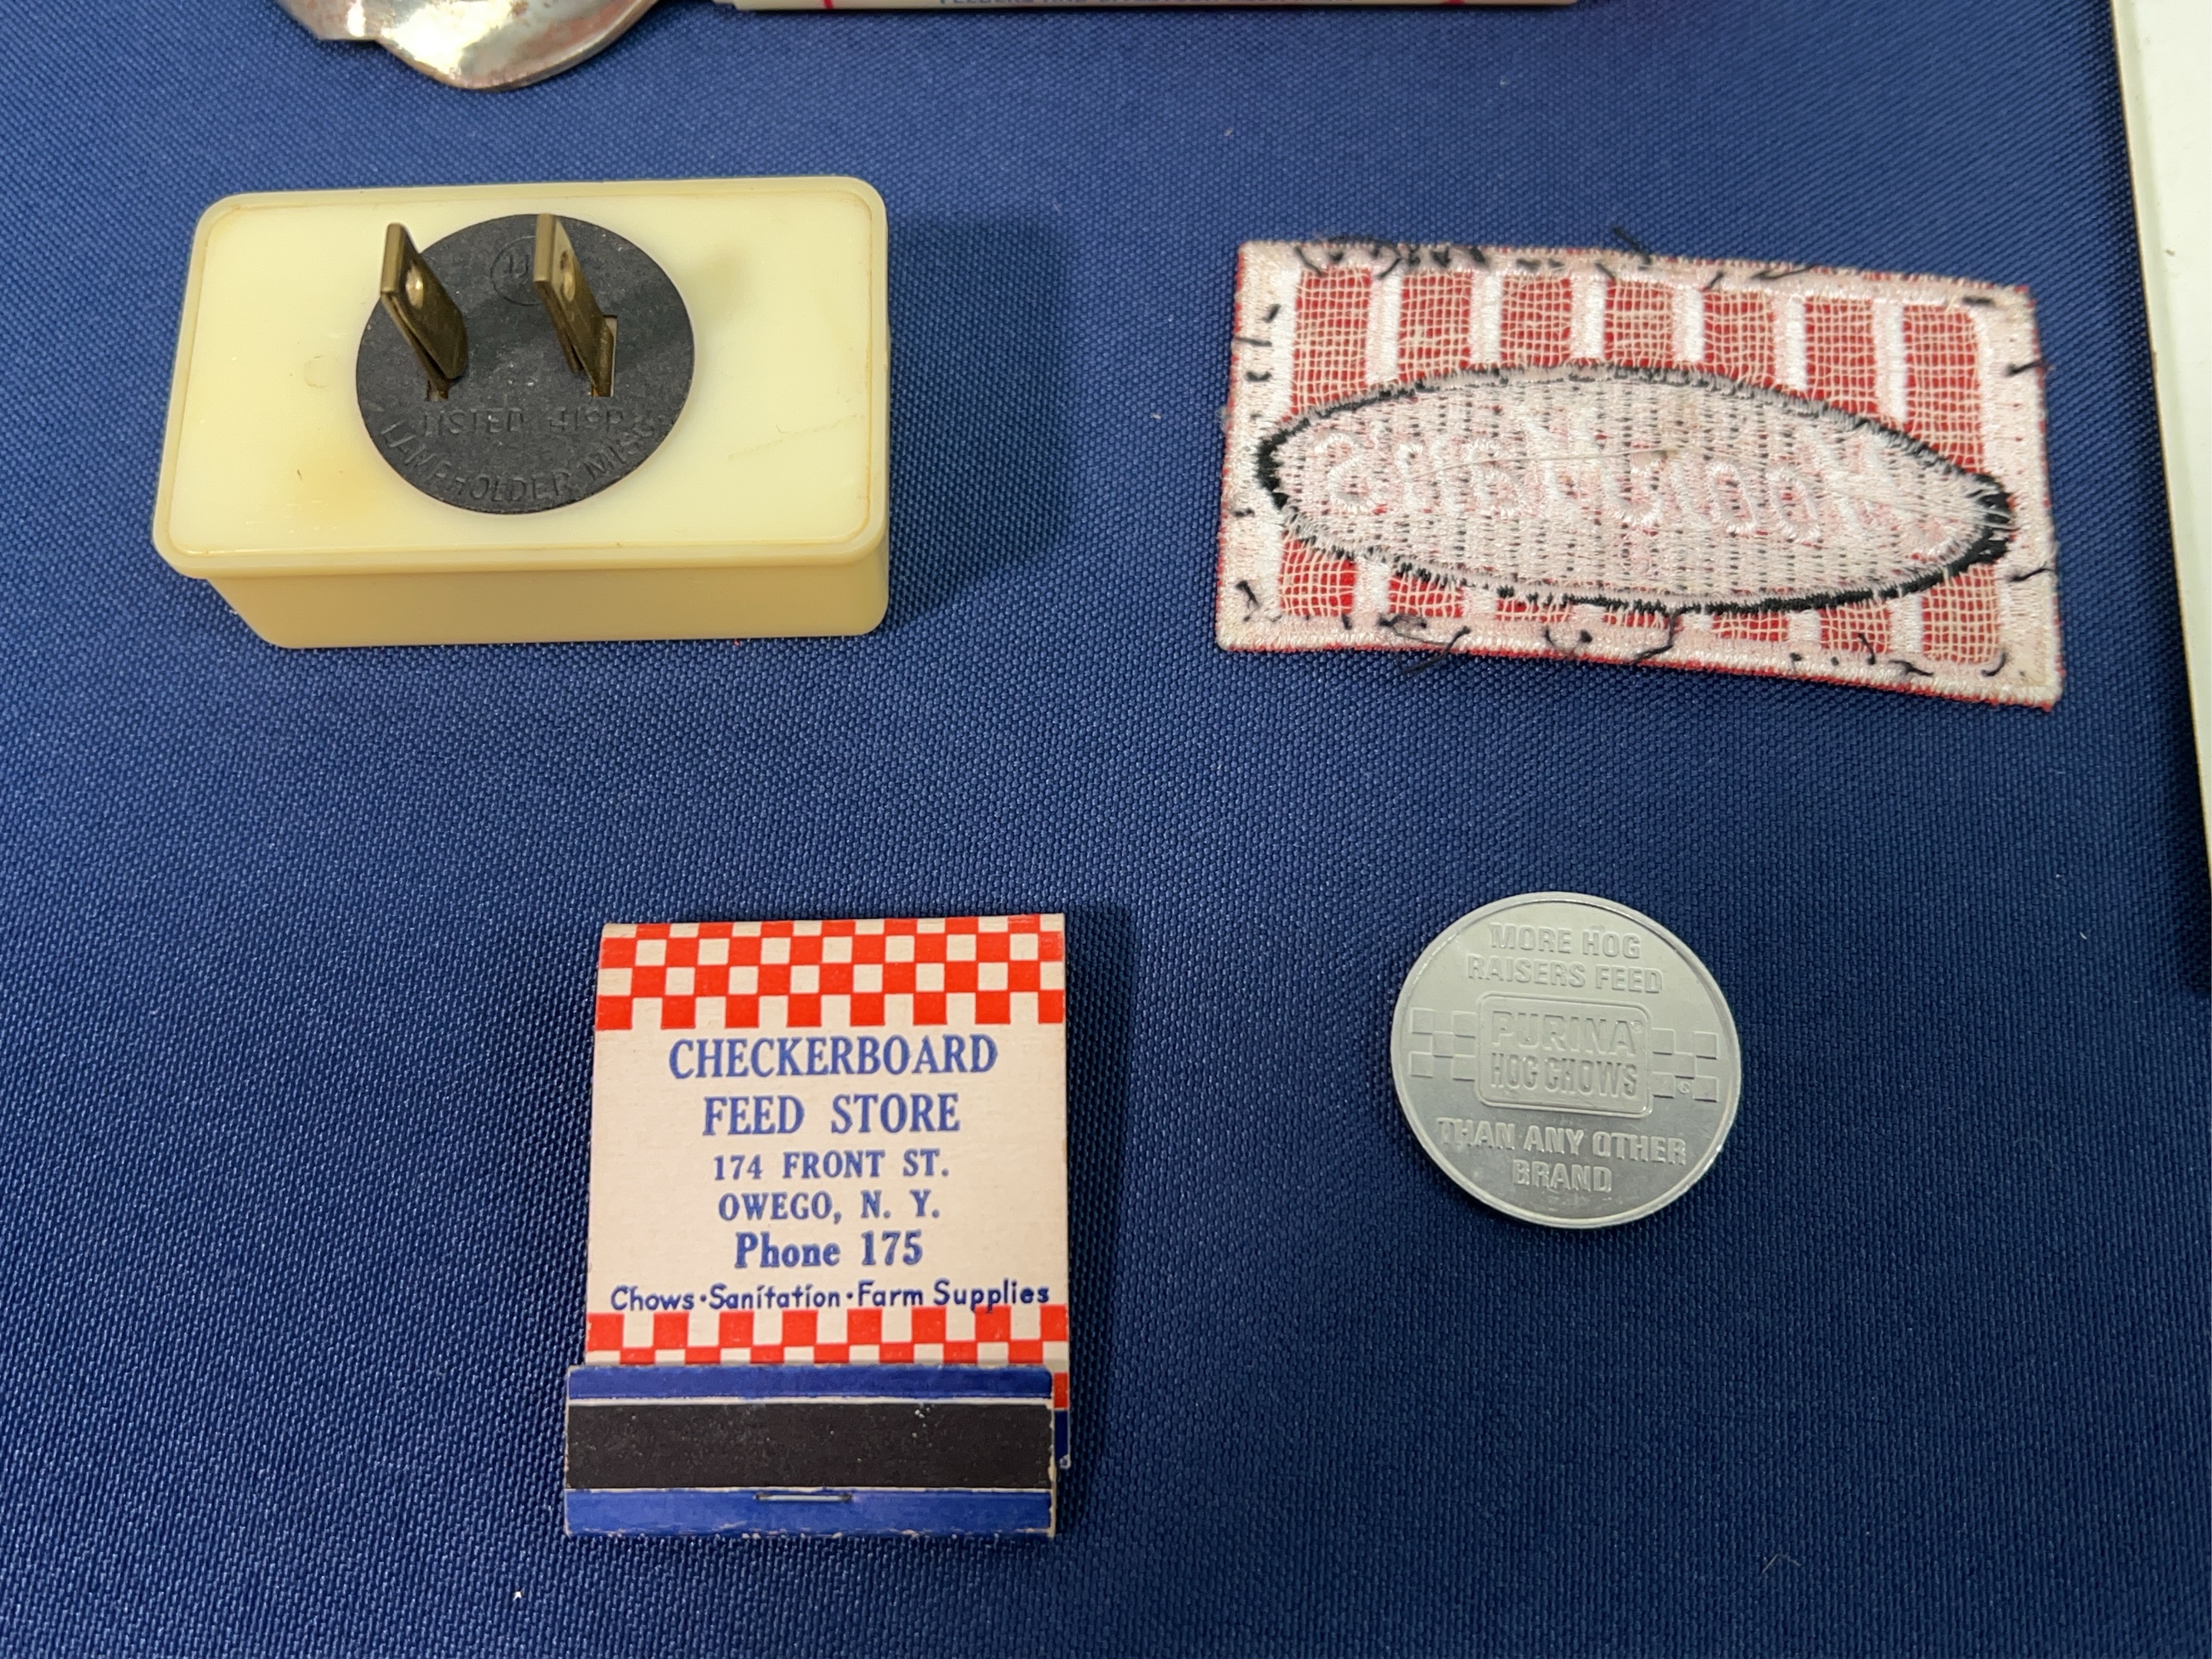 LISTED
MoorMan's
CHECKERBOARD
FEED STORE
174 FRONT ST.
OWEGO, N. Y.
Phone 175
Chows·Sanitation·Farm Supplies
MORE HOG
RAISERS FEED
PURINA®
HOG CHOWS
®
THAN ANY OTHER
BRAND